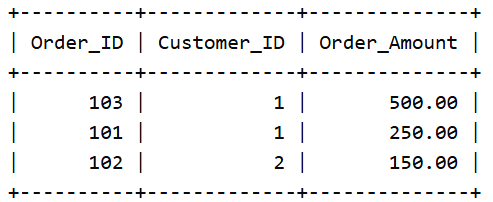 +----------+-------------+--------------+
| Order_ID | Customer_ID | Order_Amount |
+----------+-------------+--------------+
|      103 |           1 |       500.00 |
|      101 |           1 |       250.00 |
|      102 |           2 |       150.00 |
+----------+-------------+--------------+